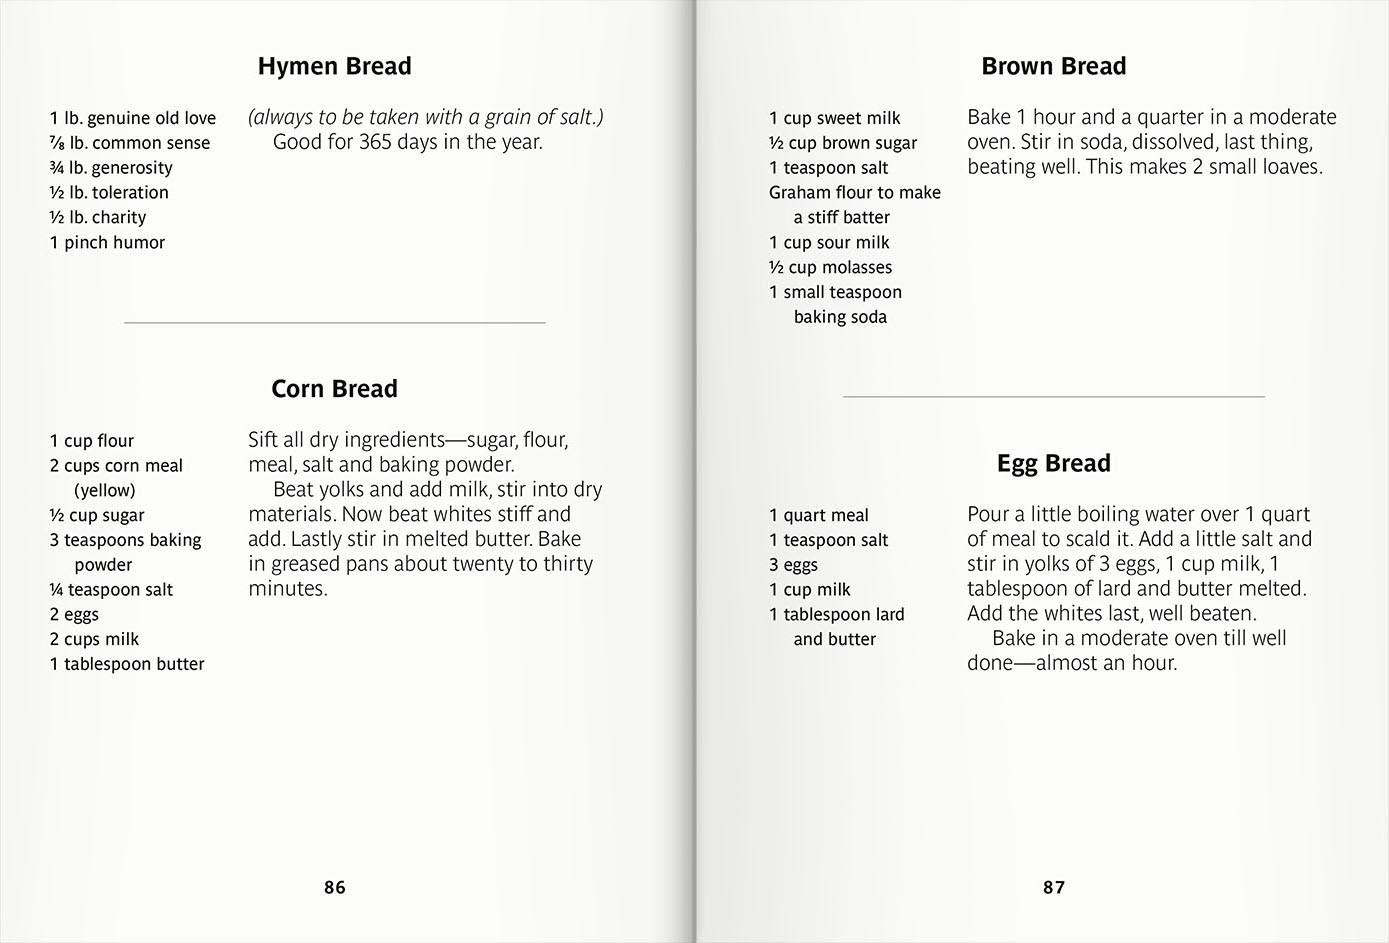 Hymen Bread
1 lb. genuine old love
⅞ lb. common sense
¾ lb. generosity
½ lb. toleration
½ lb. charity
1 pinch humor
(always to be taken with a grain of salt.)
Good for 365 days in the year.
Corn Bread
1 cup flour
2 cups corn meal
(yellow)
½ cup sugar
3 teaspoons baking
powder
¼ teaspoon salt
2 eggs
2 cups milk
1 tablespoon butter
Sift all dry ingredients—sugar, flour,
meal, salt and baking powder.
Beat yolks and add milk, stir into dry
materials. Now beat whites stiff and
add. Lastly stir in melted butter. Bake
in greased pans about twenty to thirty
minutes.
86
Brown Bread
1 cup sweet milk
½ cup brown sugar
1 teaspoon salt
Graham flour to make
a stiff batter
1 cup sour milk
½ cup molasses
1 small teaspoon
baking soda
Bake 1 hour and a quarter in a moderate
oven. Stir in soda, dissolved, last thing,
beating well. This makes 2 small loaves.
Egg Bread
1 quart meal
1 teaspoon salt
3 eggs
1 cup milk
1 tablespoon lard
and butter
Pour a little boiling water over 1 quart
of meal to scald it. Add a little salt and
stir in yolks of 3 eggs, 1 cup milk, 1
tablespoon of lard and butter melted.
Add the whites last, well beaten.
Bake in a moderate oven till well
done—almost an hour.
87